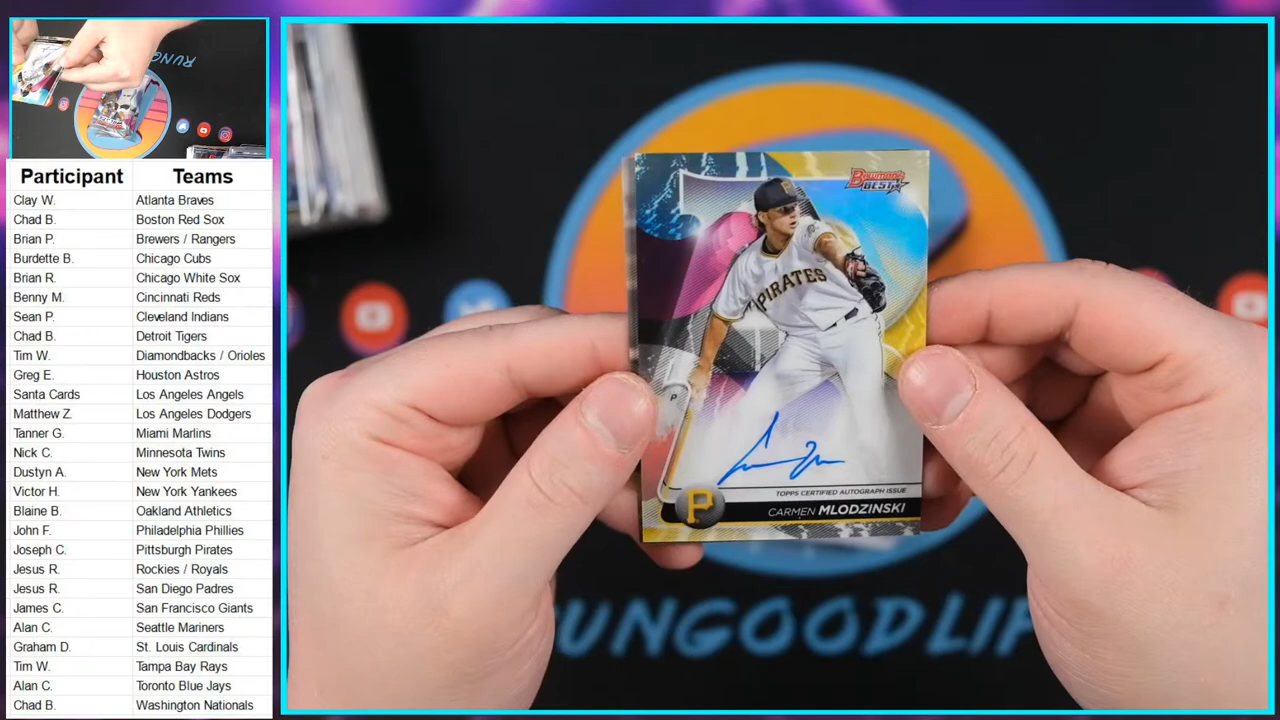 Participant Teams
Clay W. Atlanta Braves
Chad B. Boston Red Sox
Brian P. Brewers / Rangers
Burdette B. Chicago Cubs
Brian R. Chicago White Sox
Benny M. Cincinnati Reds
Sean P. Cleveland Indians
Chad B. Detroit Tigers
Tim W. Diamondbacks / Orioles
Greg E. Houston Astros
Santa Cards Los Angeles Angels
Matthew Z. Los Angeles Dodgers
Tanner G. Miami Marlins
Nick C. Minnesota Twins
Dustyn A. New York Mets
Victor H. New York Yankees
Blaine B. Oakland Athletics
John F. Philadelphia Phillies
Joseph C. Pittsburgh Pirates
Jesus R. Rockies / Royals
Jesus R. San Diego Padres
James C. San Francisco Giants
Alan C. Seattle Mariners
Graham D. St. Louis Cardinals
Tim W. Tampa Bay Rays
Alan C. Toronto Blue Jays
Chad B. Washington Nationals
Bowman's
BEST
PIRATES
P
TOPPS CERTIFIED AUTOGRAPH ISSUE
P
CARMEN MLODZINSKI
RUNGOODLIF